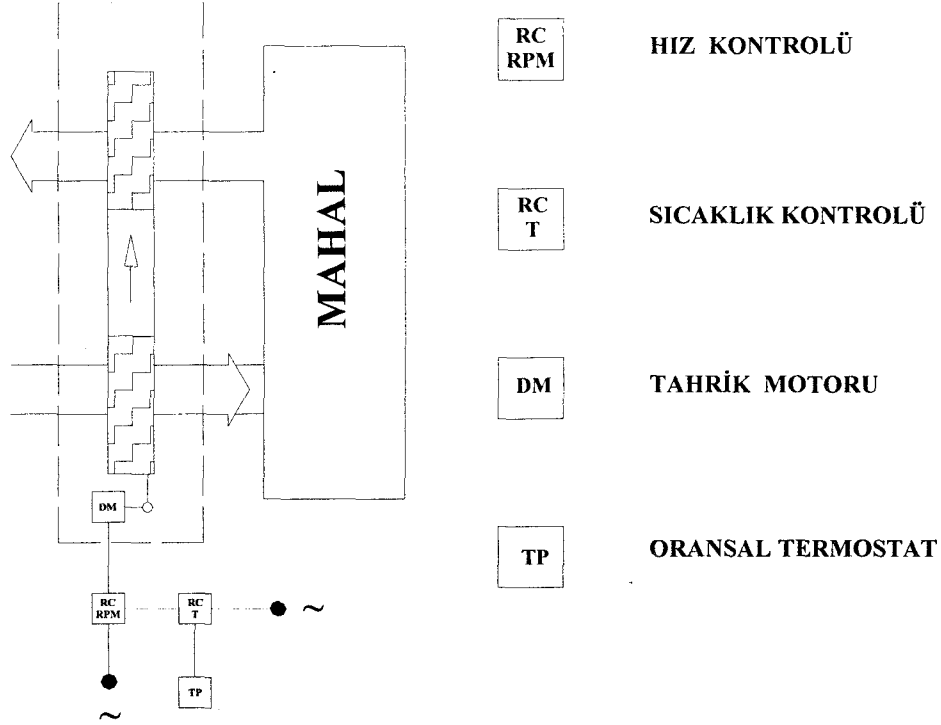 RC
RPM
HIZ KONTROLÜ
RC
T
SICAKLIK KONTROLÜ
MAHAL
DM
TAHRİK MOTORU
DM
TP
ORANSAL TERMOSTAT
RC
RPM
RC
T
~
TP
~